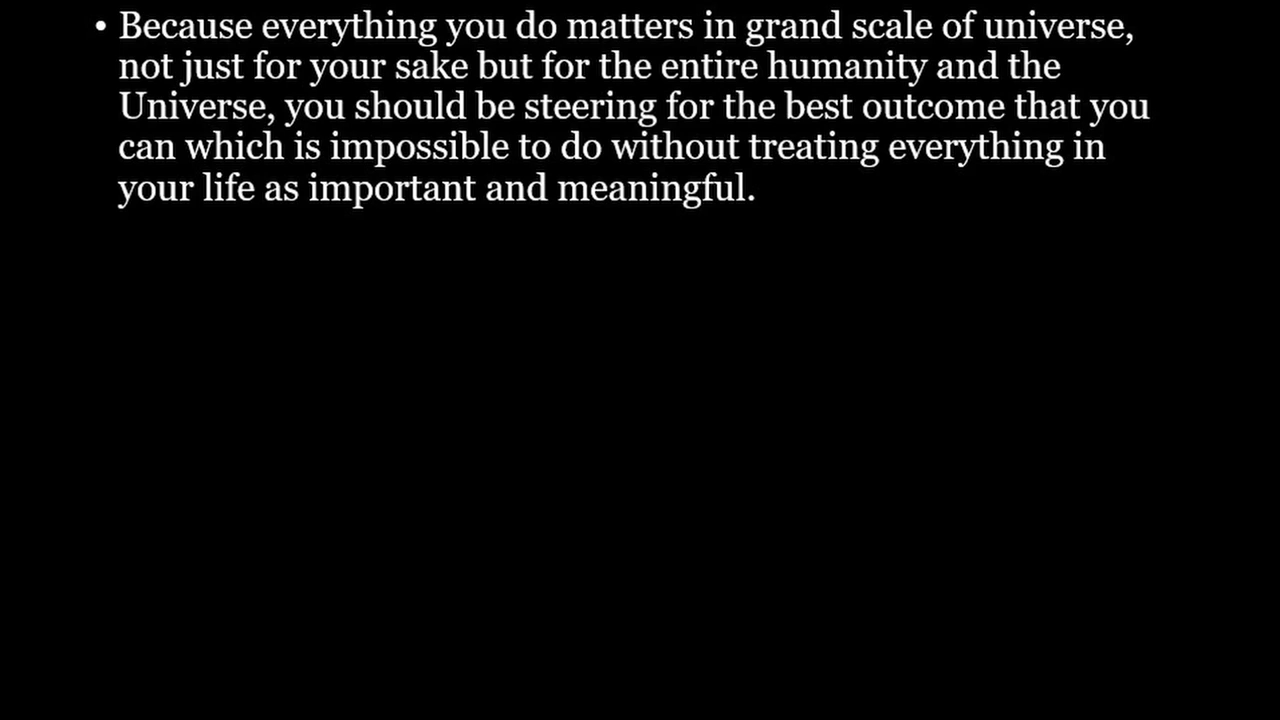 • Because everything you do matters in grand scale of universe,
not just for your sake but for the entire humanity and the
Universe, you should be steering for the best outcome that you
can which is impossible to do without treating everything in
your life as important and meaningful.